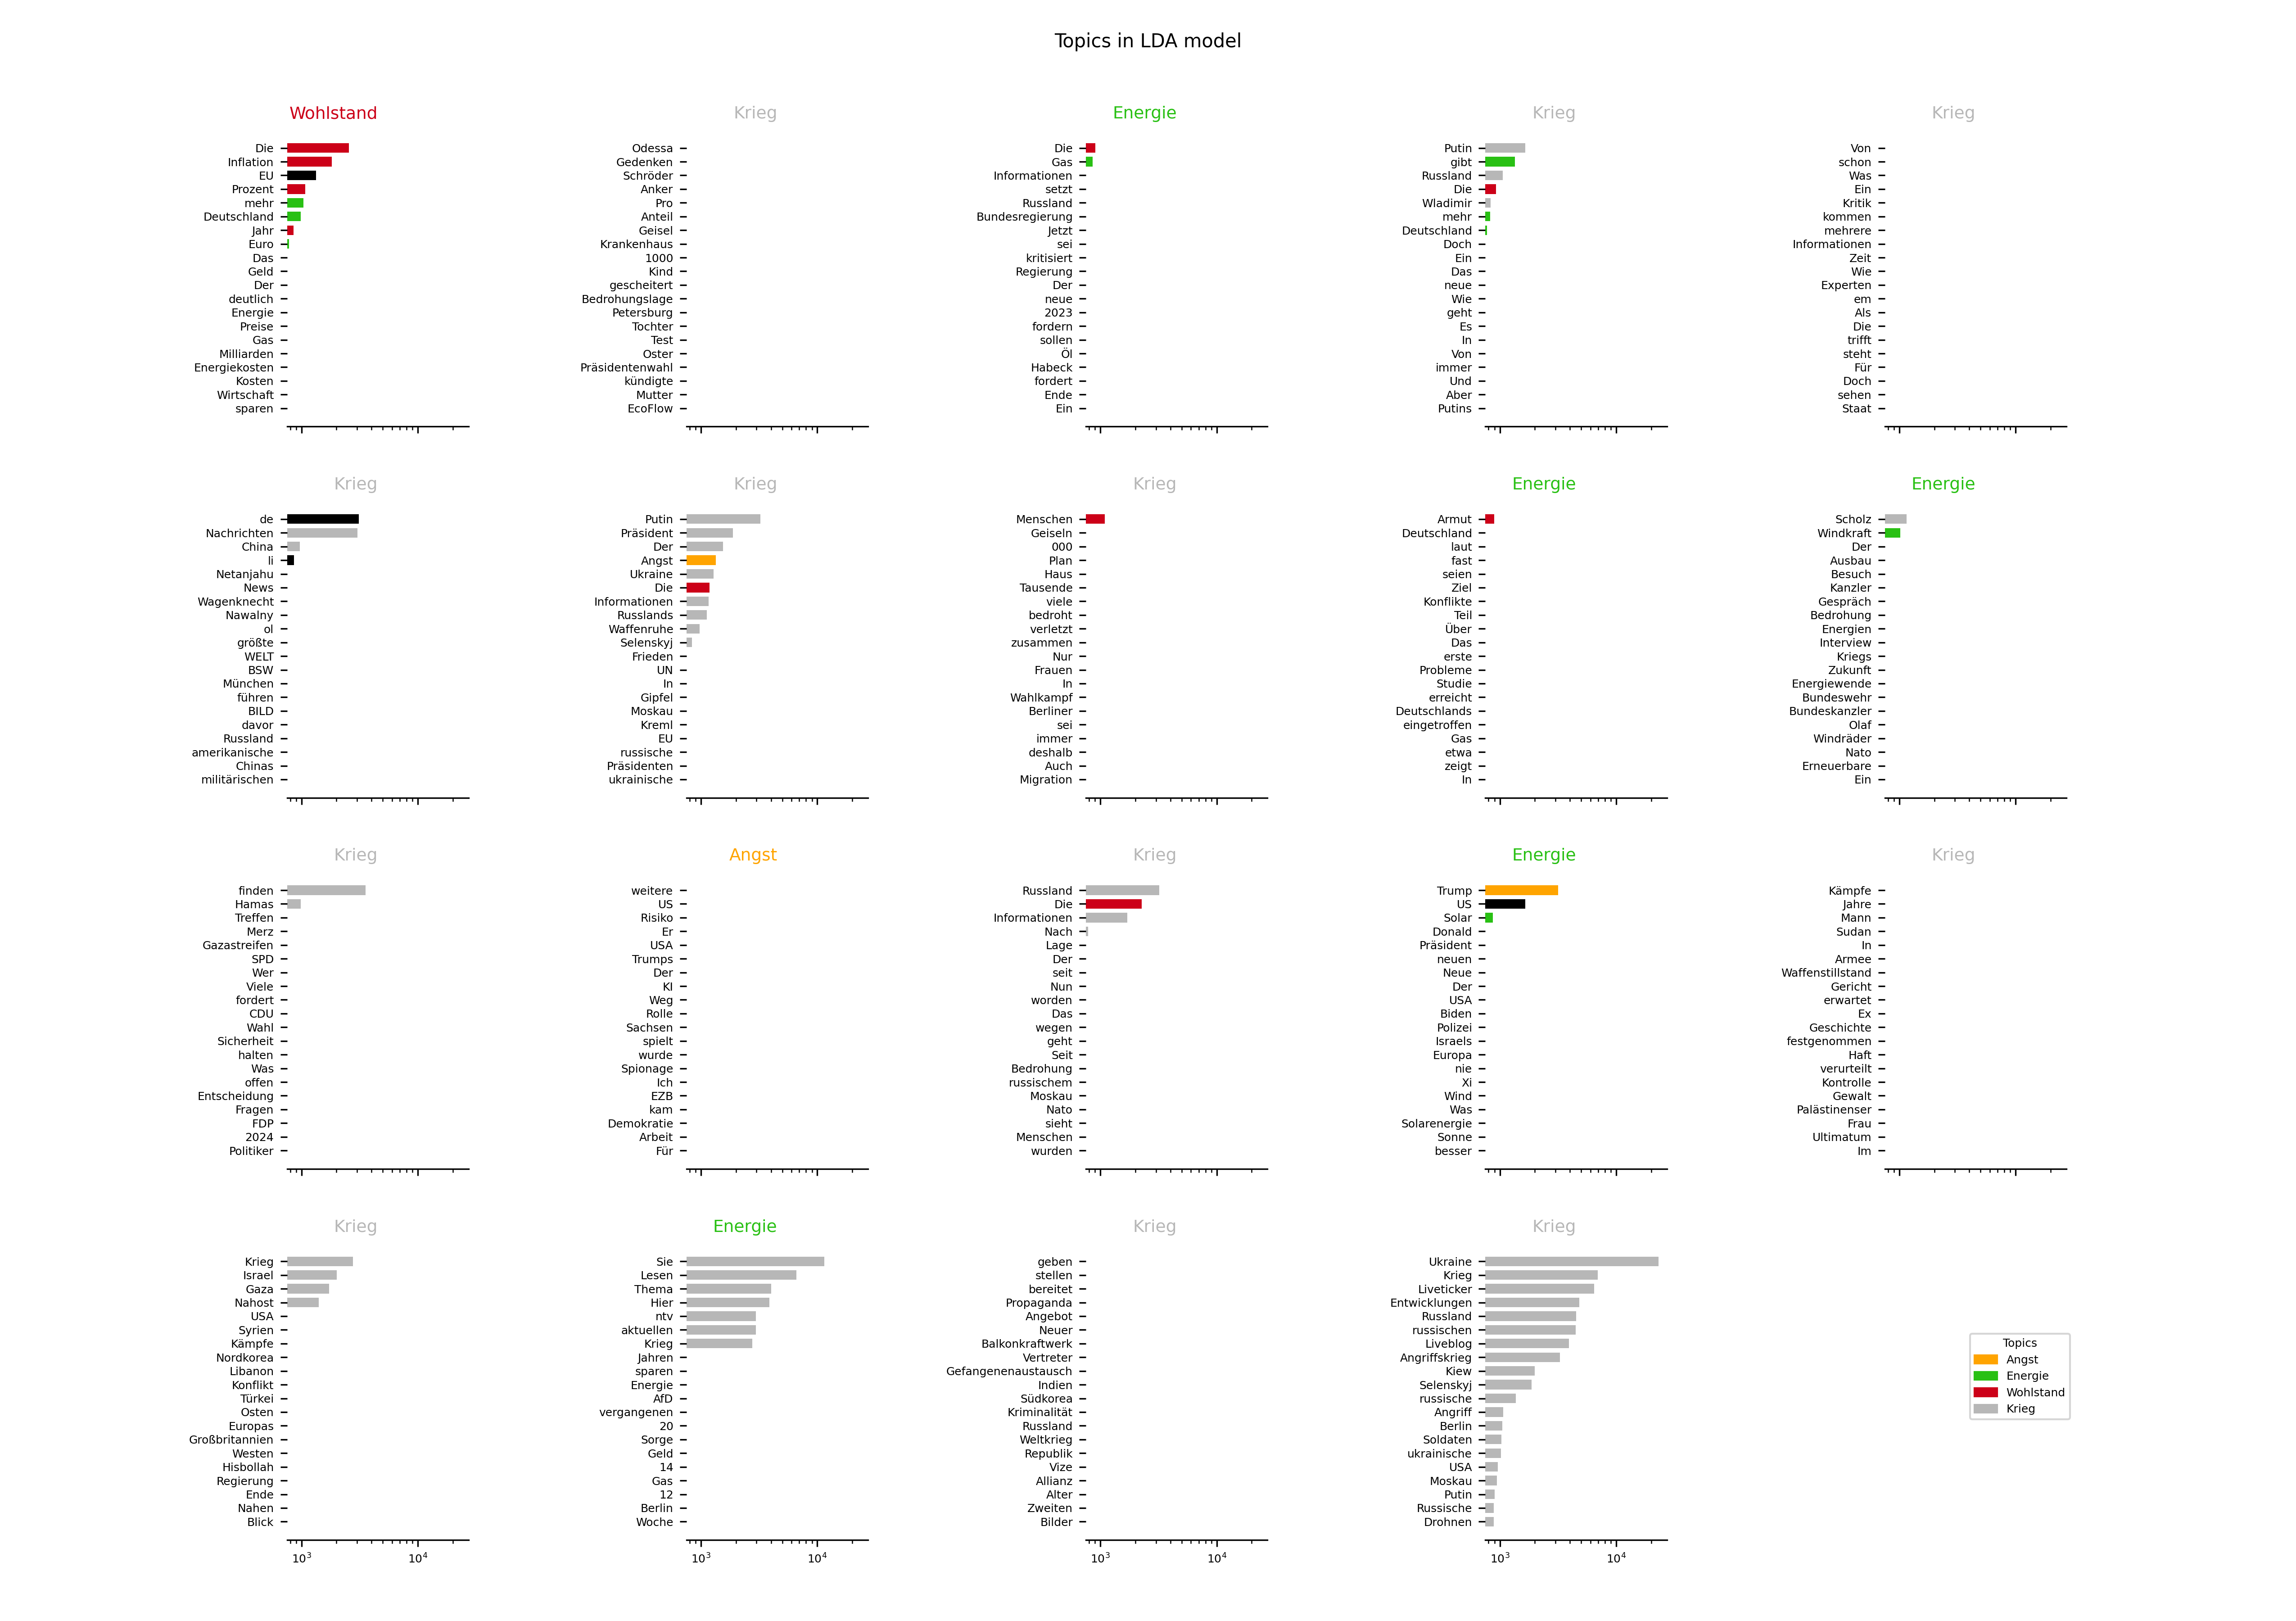 Topics in LDA model
Wohlstand
Die
Inflation
EU
Prozent
mehr
Deutschland
Jahr
Euro
Das
Geld
Der
deutlich
Energie
Preise
Gas
Milliarden
Energiekosten
Kosten
Wirtschaft
sparen
Krieg
Odessa
Gedenken
Schröder
Anker
Pro
Anteil
Geisel
Krankenhaus
1000
Kind
gescheitert
Bedrohungslage
Petersburg
Tochter
Test
Oster
Präsidentenwahl
kündigte
Mutter
EcoFlow
Energie
Die
Gas
Informationen
setzt
Russland
Bundesregierung
Jetzt
sei
kritisiert
Regierung
Der
neue
2023
fordern
sollen
Öl
Habeck
fordert
Ende
Ein
Krieg
Putin
gibt
Russland
Die
Wladimir
mehr
Deutschland
Doch
Ein
Das
neue
Wie
geht
Es
In
Von
immer
Und
Aber
Putins
Krieg
Von
schon
Was
Ein
Kritik
kommen
mehrere
Informationen
Zeit
Wie
Experten
em
Als
Die
trifft
steht
Für
Doch
sehen
Staat
Krieg
de
Nachrichten
China
li
Netanjahu
News
Wagenknecht
Nawalny
ol
größte
WELT
BSW
München
führen
BILD
davor
Russland
amerikanische
Chinas
militärischen
Krieg
Putin
Präsident
Der
Angst
Ukraine
Die
Informationen
Russlands
Waffenruhe
Selenskyj
Frieden
UN
In
Gipfel
Moskau
Kreml
EU
russische
Präsidenten
ukrainische
Krieg
Menschen
Geiseln
000
Plan
Haus
Tausende
viele
bedroht
verletzt
zusammen
Nur
Frauen
In
Wahlkampf
Berliner
sei
immer
deshalb
Auch
Migration
Energie
Armut
Deutschland
laut
fast
seien
Ziel
Konflikte
Teil
Über
Das
erste
Probleme
Studie
erreicht
Deutschlands
eingetroffen
Gas
etwa
zeigt
In
Energie
Scholz
Windkraft
Der
Ausbau
Besuch
Kanzler
Gespräch
Bedrohung
Energien
Interview
Kriegs
Zukunft
Energiewende
Bundeswehr
Bundeskanzler
Olaf
Windräder
Nato
Erneuerbare
Ein
Krieg
finden
Hamas
Treffen
Merz
Gazastreifen
SPD
Wer
Viele
fordert
CDU
Wahl
Sicherheit
halten
Was
offen
Entscheidung
Fragen
FDP
2024
Politiker
Angst
weitere
US
Risiko
Er
USA
Trumps
Der
KI
Weg
Rolle
Sachsen
spielt
wurde
Spionage
Ich
EZB
kam
Demokratie
Arbeit
Für
Krieg
Russland
Die
Informationen
Nach
Lage
Der
seit
Nun
worden
Das
wegen
geht
Seit
Bedrohung
russischem
Moskau
Nato
sieht
Menschen
wurden
Energie
Trump
US
Solar
Donald
Präsident
neuen
Neue
Der
USA
Biden
Polizei
Israels
Europa
nie
Xi
Wind
Was
Solarenergie
Sonne
besser
Krieg
Kämpfe
Jahre
Mann
Sudan
In
Armee
Waffenstillstand
Gericht
erwartet
Ex
Geschichte
festgenommen
Haft
verurteilt
Kontrolle
Gewalt
Palästinenser
Frau
Ultimatum
Im
Krieg
Krieg
Israel
Gaza
Nahost
USA
Syrien
Kämpfe
Nordkorea
Libanon
Konflikt
Türkei
Osten
Europas
Großbritannien
Westen
Hisbollah
Regierung
Ende
Nahen
Blick
10³ 10⁴
Energie
Sie
Lesen
Thema
Hier
ntv
aktuellen
Krieg
Jahren
sparen
Energie
AfD
vergangenen
20
Sorge
Geld
14
Gas
12
Berlin
Woche
10³ 10⁴
Krieg
geben
stellen
bereitet
Propaganda
Angebot
Neuer
Balkonkraftwerk
Vertreter
Gefangenenaustausch
Indien
Südkorea
Kriminalität
Russland
Weltkrieg
Republik
Vize
Allianz
Alter
Zweiten
Bilder
10³ 10⁴
Krieg
Ukraine
Krieg
Liveticker
Entwicklungen
Russland
russischen
Liveblog
Angriffskrieg
Kiew
Selenskyj
russische
Angriff
Berlin
Soldaten
ukrainische
USA
Moskau
Putin
Russische
Drohnen
10³ 10⁴
Topics
Angst
Energie
Wohlstand
Krieg